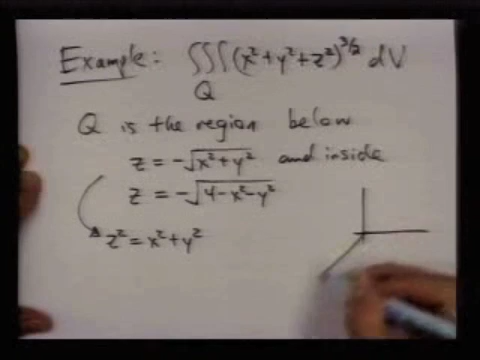 Example: ∫∫∫(x²+y²+z²)^3/2 dV
Q
Q is the region below
z = -√x²+y² and inside
z = -√4-x²-y²
z² = x²+y²